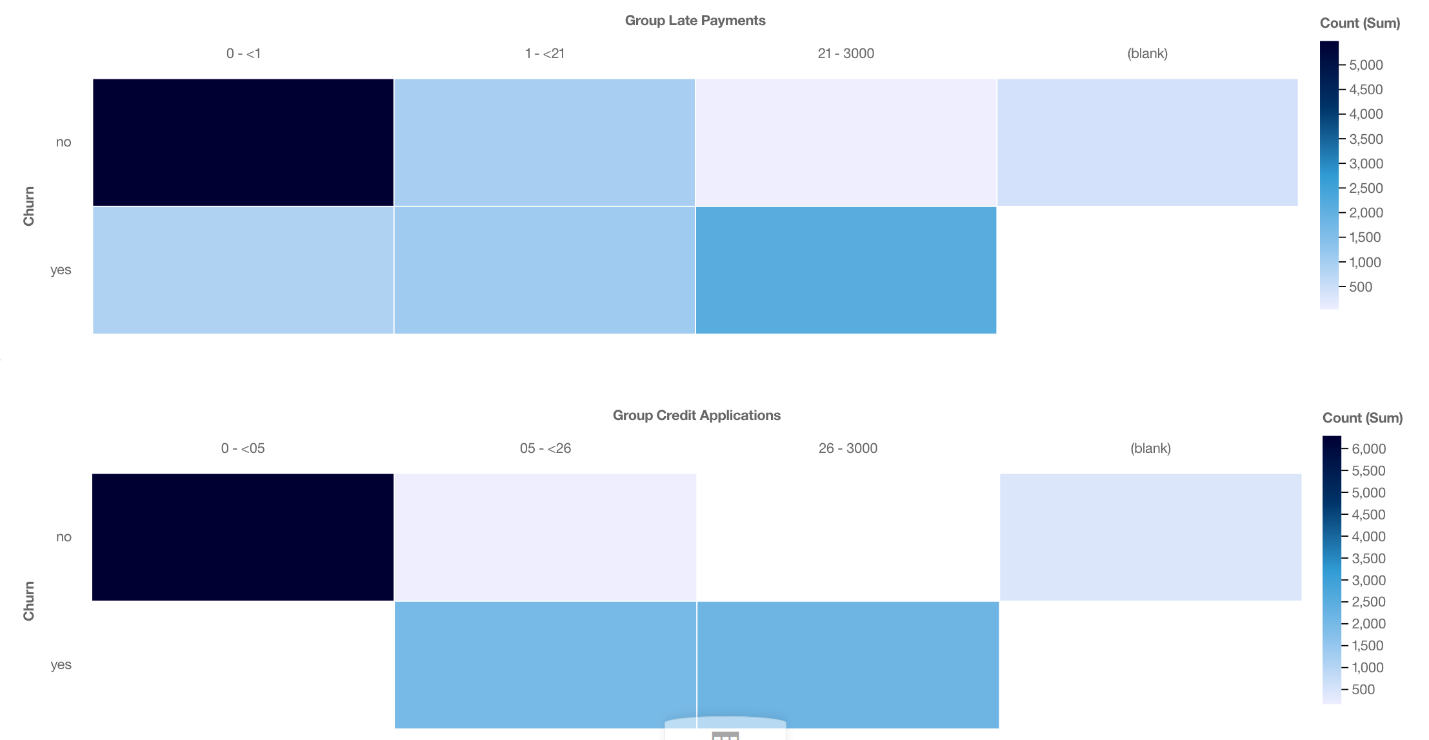 Group Late Payments
Count (Sum)
0 - <1
1 - <21
21 - 3000
(blank)
5,000
4,500
4,000
3,500
3,000
2,500
2,000
1,500
1,000
500
Churn
no
yes
Group Credit Applications
Count (Sum)
0 - <05
05 - <26
26 - 3000
(blank)
6,000
5,500
5,000
4,500
4,000
3,500
3,000
2,500
2,000
1,500
1,000
500
Churn
no
yes